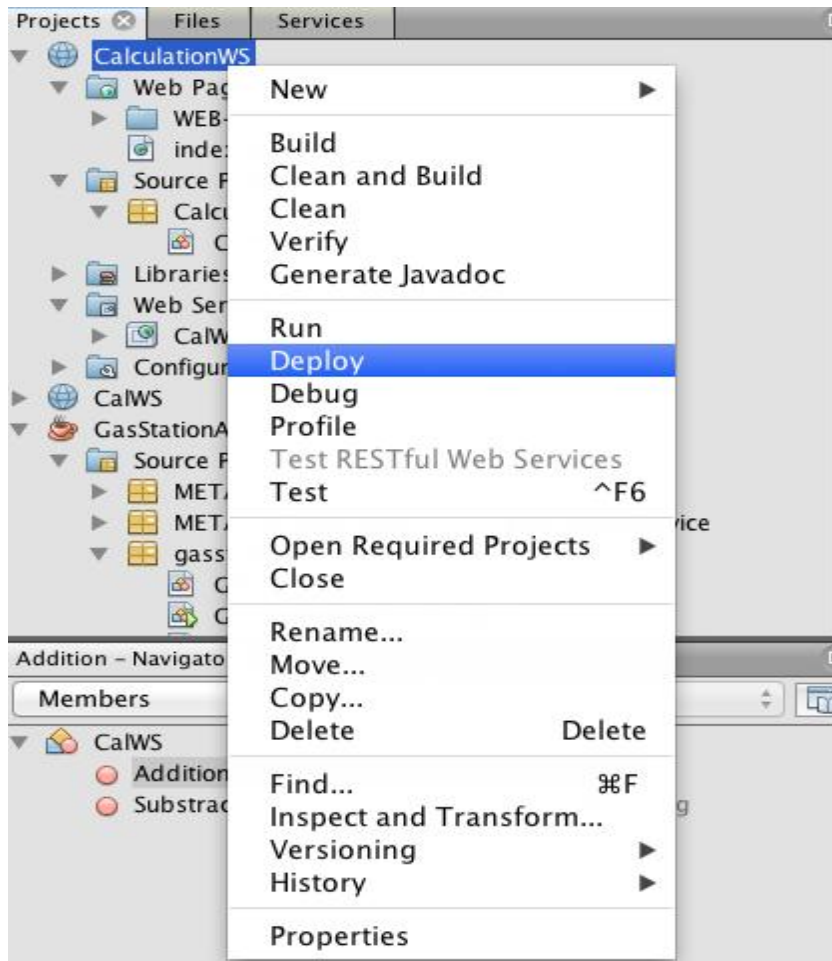 Projects Files Services
CalculationWS
Web Pag
WEB-
inde
Source P
Calcu
C
Libraries
Web Ser
CalW
Configur
CalWS
GasStationA
Source P
META
META vice
gass
G
G
New
Build
Clean and Build
Clean
Verify
Generate Javadoc
Run
Deploy
Debug
Profile
Test RESTful Web Services
Test ^F6
Open Required Projects
Close
Rename...
Move...
Copy...
Delete Delete
Find... ⌘F
Inspect and Transform...
Versioning
History
Properties
Addition - Navigato
Members
CalWS
Addition
Substrac g